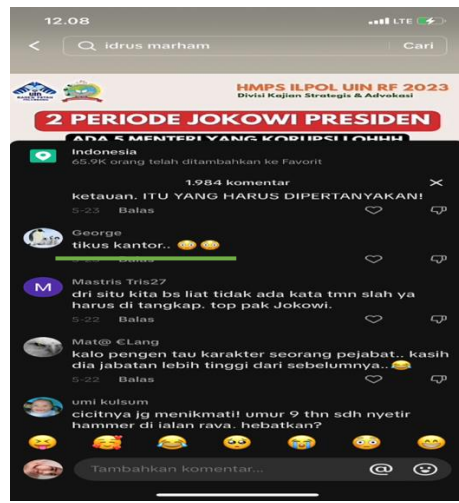 12.08
LTE
idrus marham
Cari
HMPS ILPOL UIN RF 2023
Divisi Kajian Strategis & Advokasi
2 PERIODE JOKOWI PRESIDEN
ADA 5 MENTERI YANG KORUPSI LOHHH
Indonesia
65.9K orang telah ditambahkan ke Favorit
1.984 komentar
ketauan. ITU YANG HARUS DIPERTANYAKAN!
5-23 Balas
George
tikus kantor.. 😳😳
Balas
Mastris Tris27
dri situ kita bs liat tidak ada kata tmn slah ya
harus di tangkap. top pak Jokowi.
5-22 Balas
Mat@ €Lang
kalo pengen tau karakter seorang pejabat.. kasih
dia jabatan lebih tinggi dari sebelumnya..😂
5-22 Balas
umi kulsum
cicitnya jg menikmati! umur 9 thn sdh nyetir
hammer di jalan raya. hebatkan?
Tambahkan komentar...